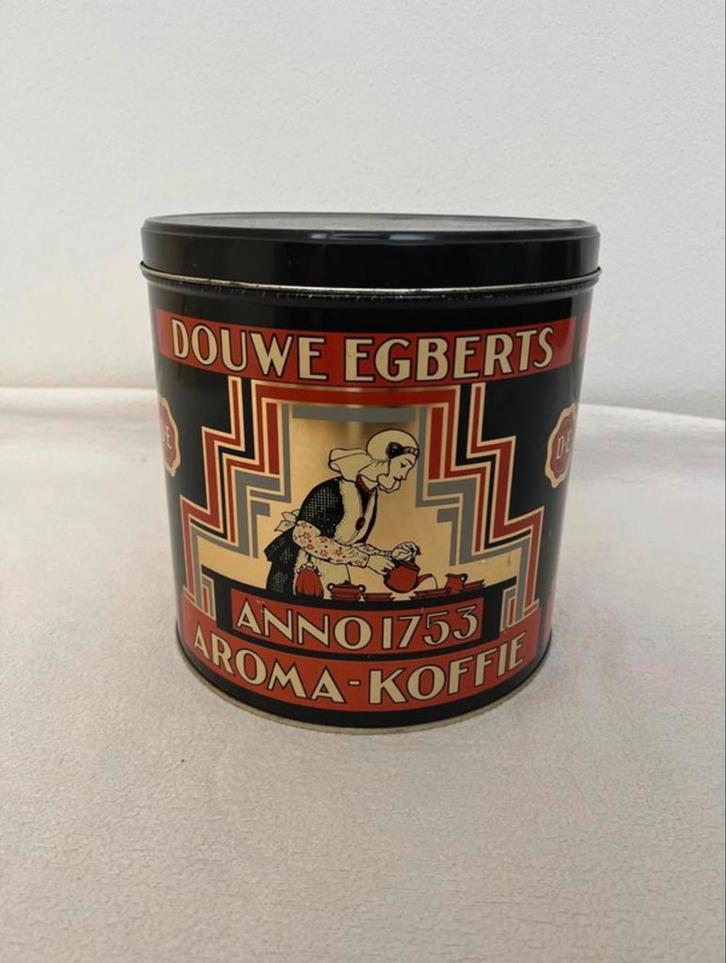 DOUWE EGBERTS
D·E
ANNO 1753
AROMA-KOFFIE